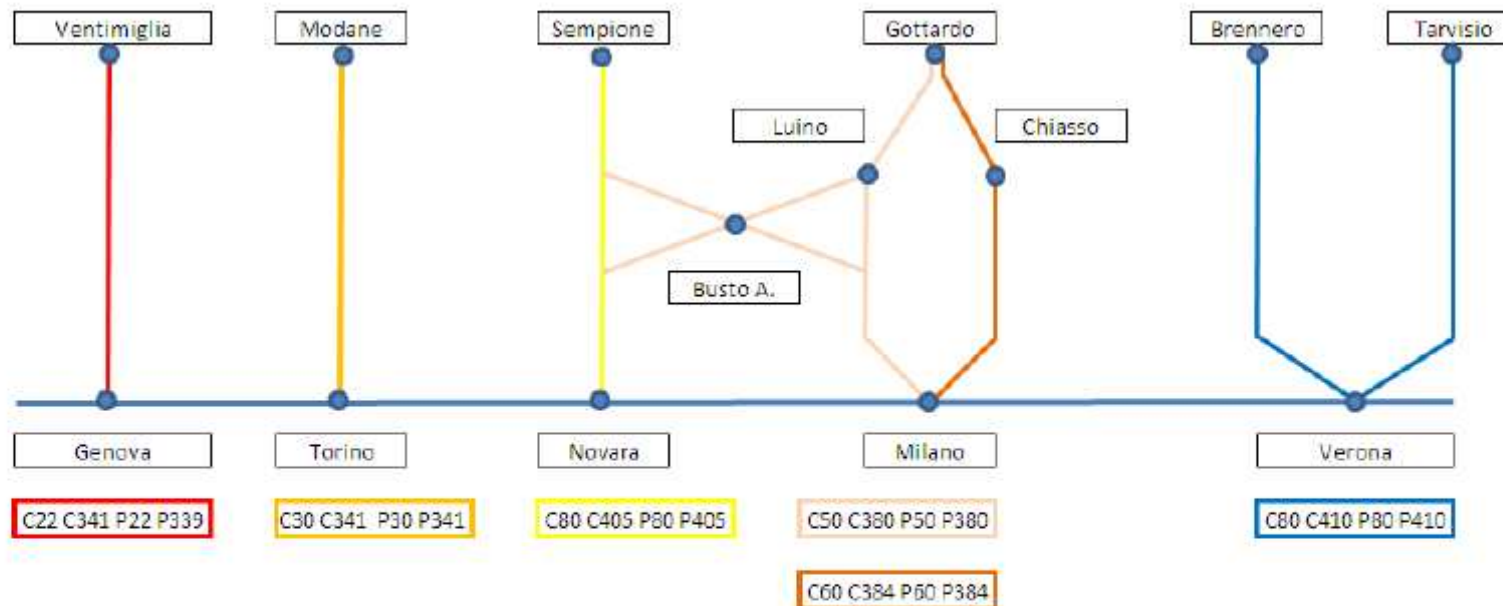 Ventimiglia
Modane
Sempione
Gottardo
Brennero
Tarvisio
Luino
Chiasso
Busto A.
Genova
Torino
Novara
Milano
Verona
C22 C341 P22 P339
C30 C341 P30 P341
C80 C405 P80 P405
C50 C380 P50 P380
C80 C410 P80 P410
C60 C384 P60 P384